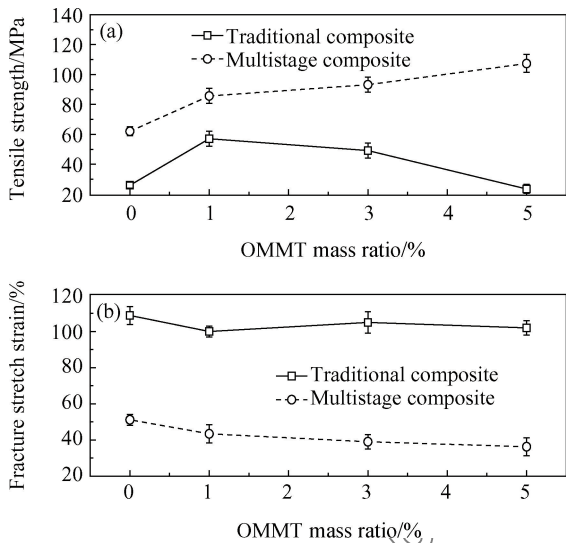 140
(a)
Traditional composite
120
Multistage composite
100
80
60
40
20
Tensile strength/MPa
0 1 2 3 4 5
OMMT mass ratio/%
120
(b)
100
80
Traditional composite
60
Multistage composite
40
20
Fracture stretch strain/%
0 1 2 3 4 5
OMMT mass ratio/%